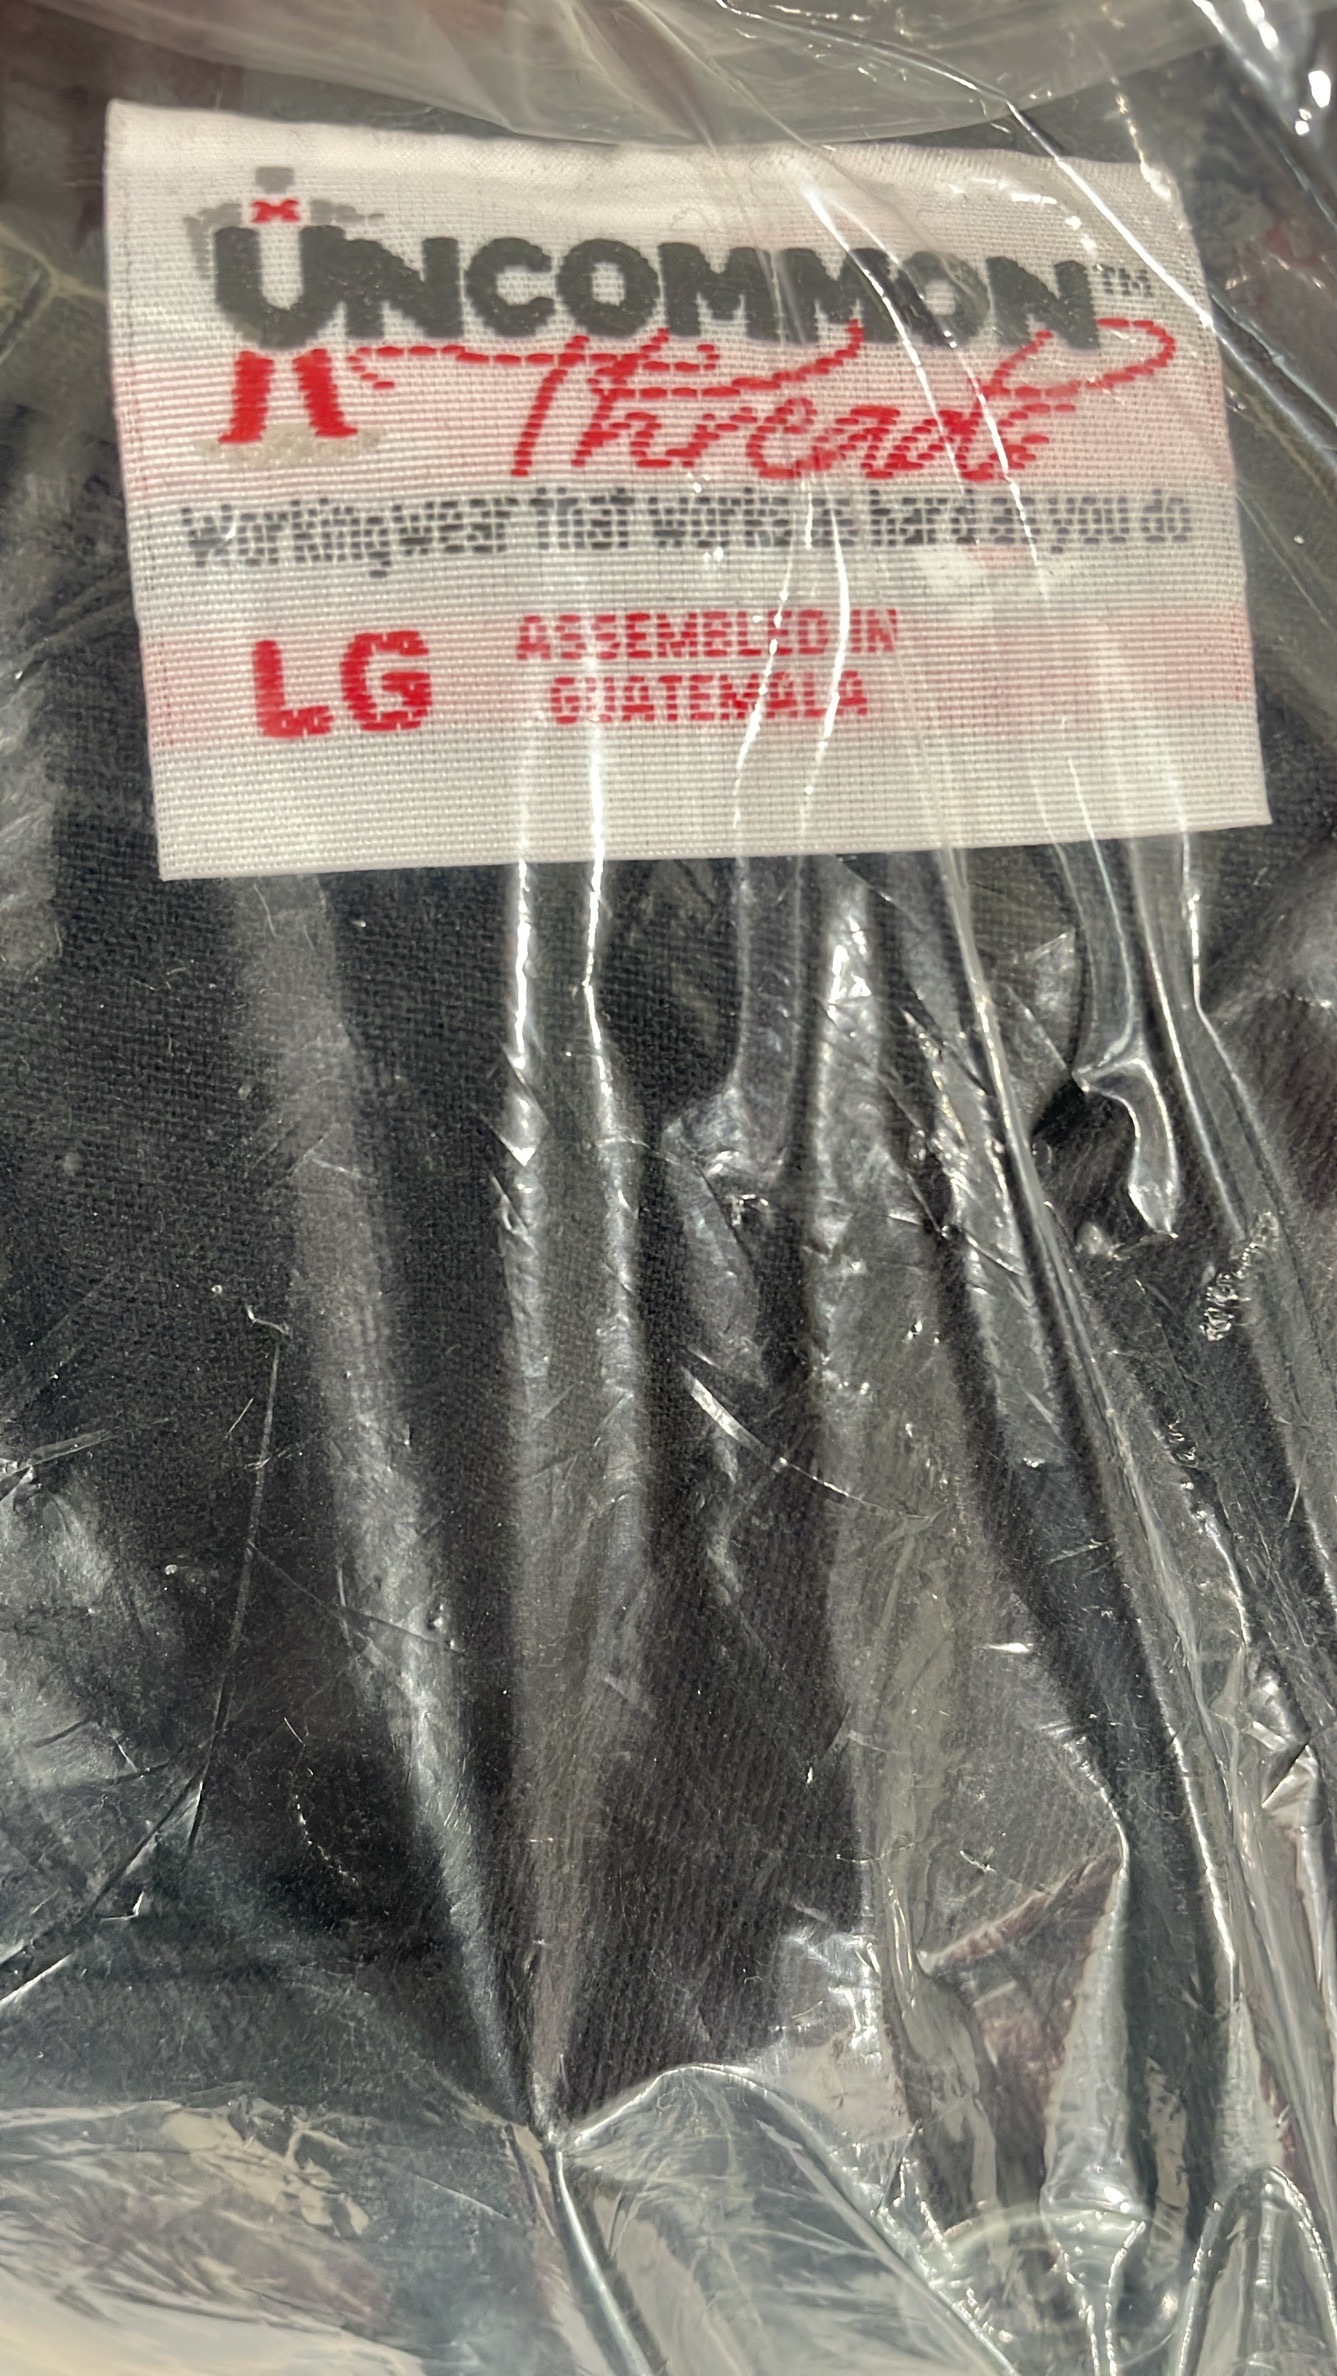 UNCOMMON™
Threads
Workingwear that works as hard as you do
LG
ASSEMBLED IN
GUATEMALA